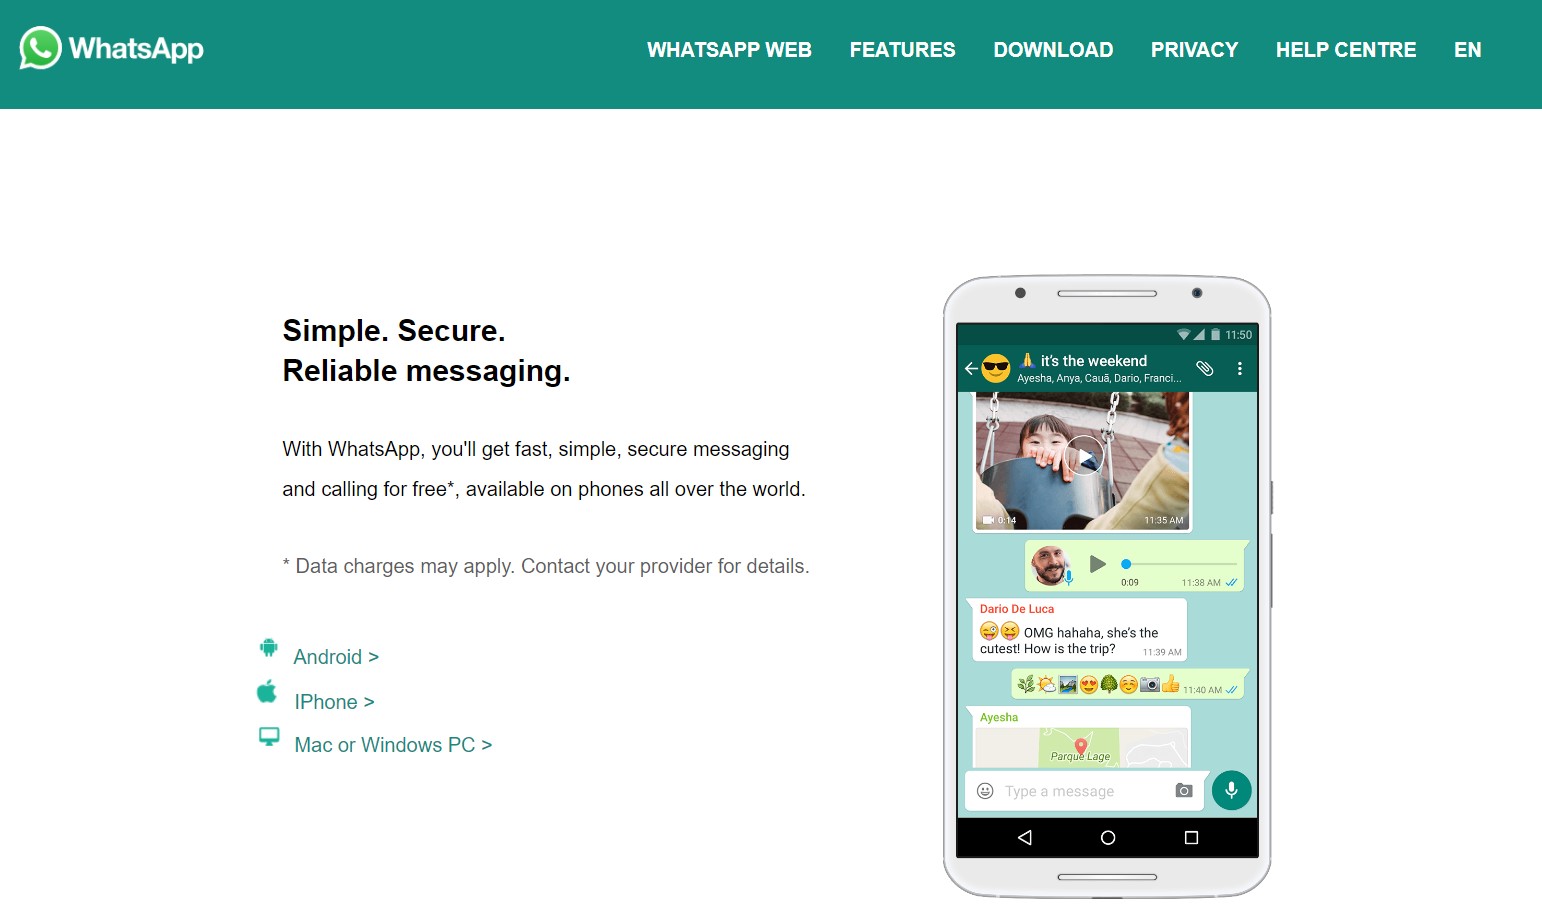 WhatsApp
WHATSAPP WEB FEATURES DOWNLOAD PRIVACY HELP CENTRE EN
Simple. Secure.
Reliable messaging.
With WhatsApp, you'll get fast, simple, secure messaging
and calling for free*, available on phones all over the world.
* Data charges may apply. Contact your provider for details.
Android >
IPhone >
Mac or Windows PC >
11:50
it's the weekend
Ayesha, Anya, Cauã, Dario, Franci...
0:14 11:35 AM
0:09 11:38 AM
Dario De Luca
OMG hahaha, she's the
cutest! How is the trip? 11:39 AM
11:40 AM
Ayesha
Parque Lage
Type a message